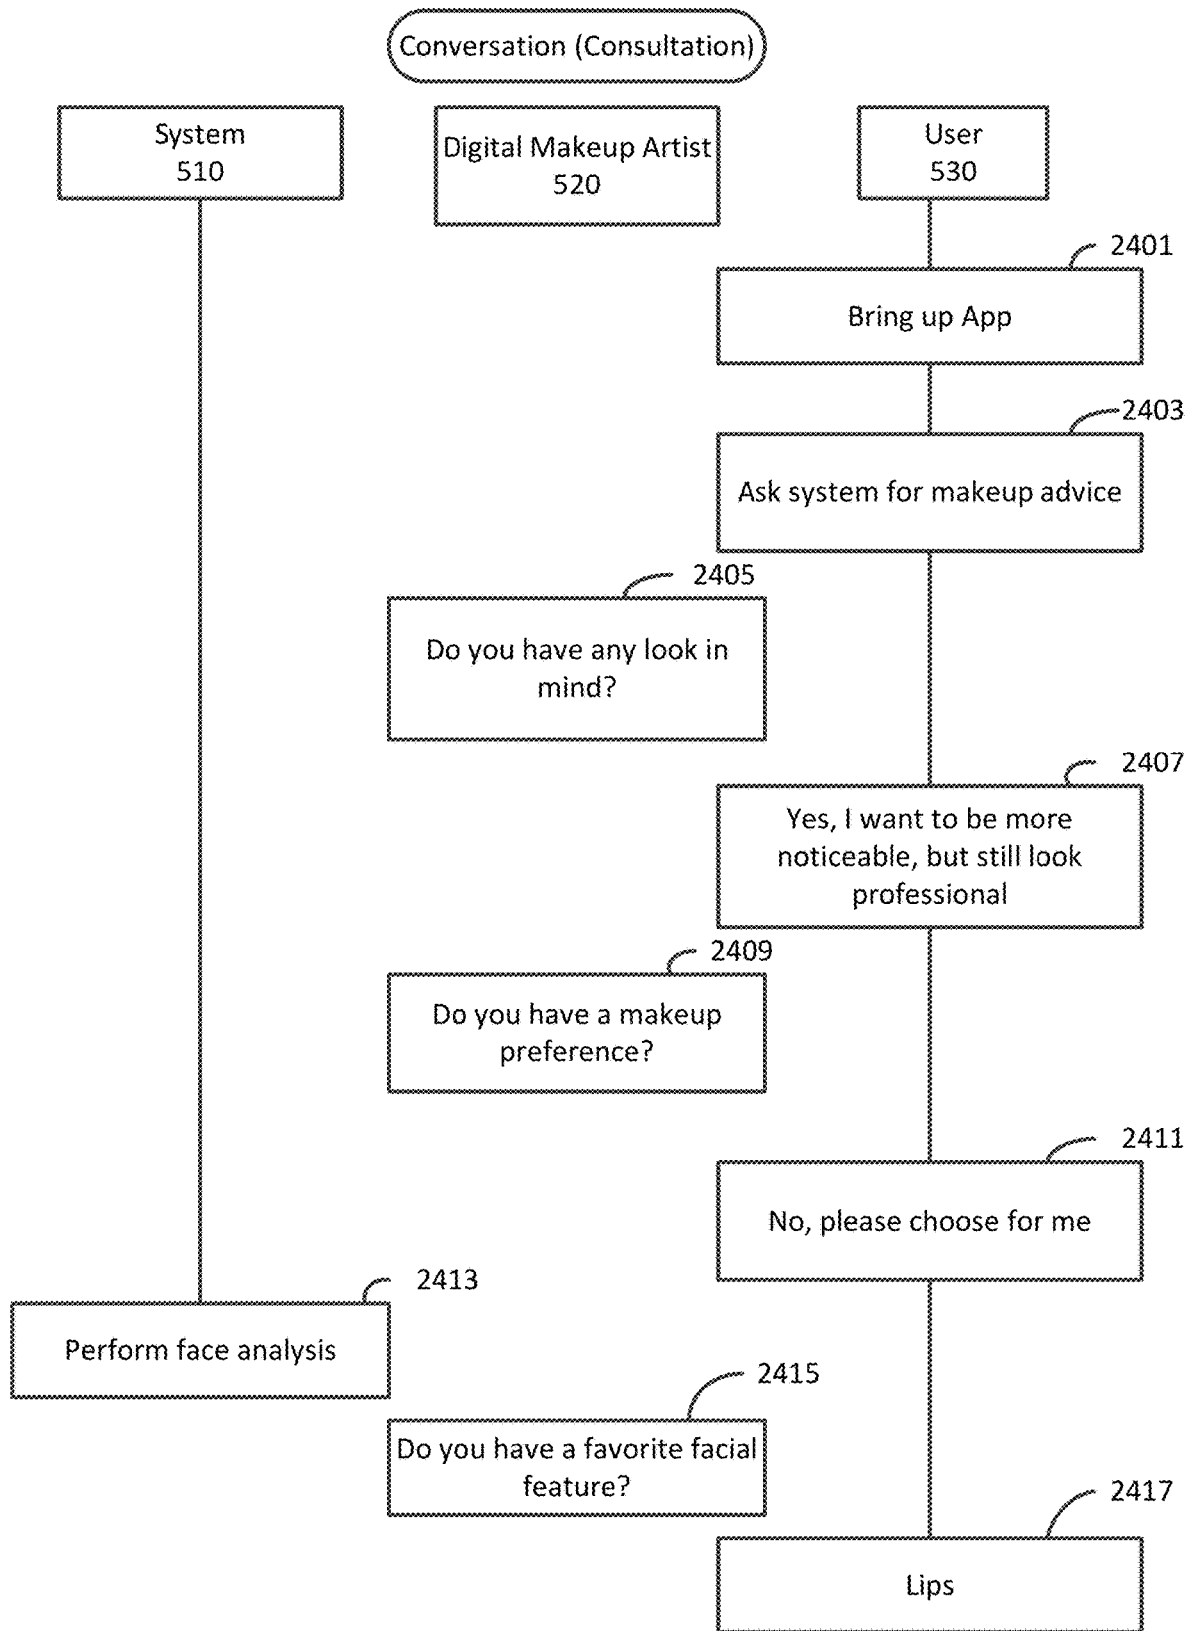 Conversation (Consultation)
System
510
Digital Makeup Artist
520
User
530
2401
Bring up App
2403
Ask system for makeup advice
2405
Do you have any look in
mind?
2407
Yes, I want to be more
noticeable, but still look
professional
2409
Do you have a makeup
preference?
2411
No, please choose for me
2413
Perform face analysis
2415
Do you have a favorite facial
feature?
2417
Lips